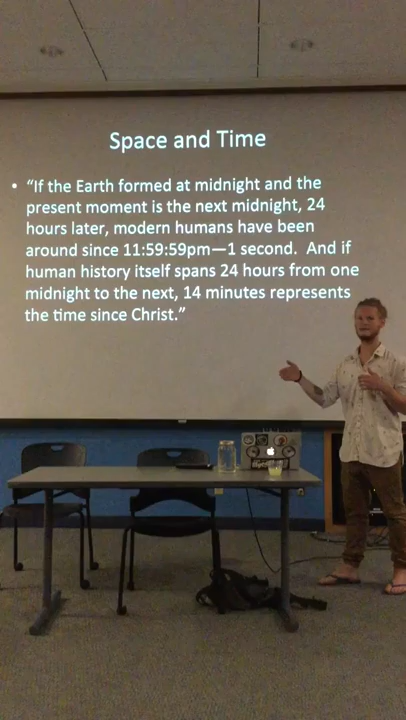 Space and Time
• “If the Earth formed at midnight and the
present moment is the next midnight, 24
hours later, modern humans have been
around since 11:59:59pm—1 second.  And if
human history itself spans 24 hours from one
midnight to the next, 14 minutes represents
the time since Christ.”